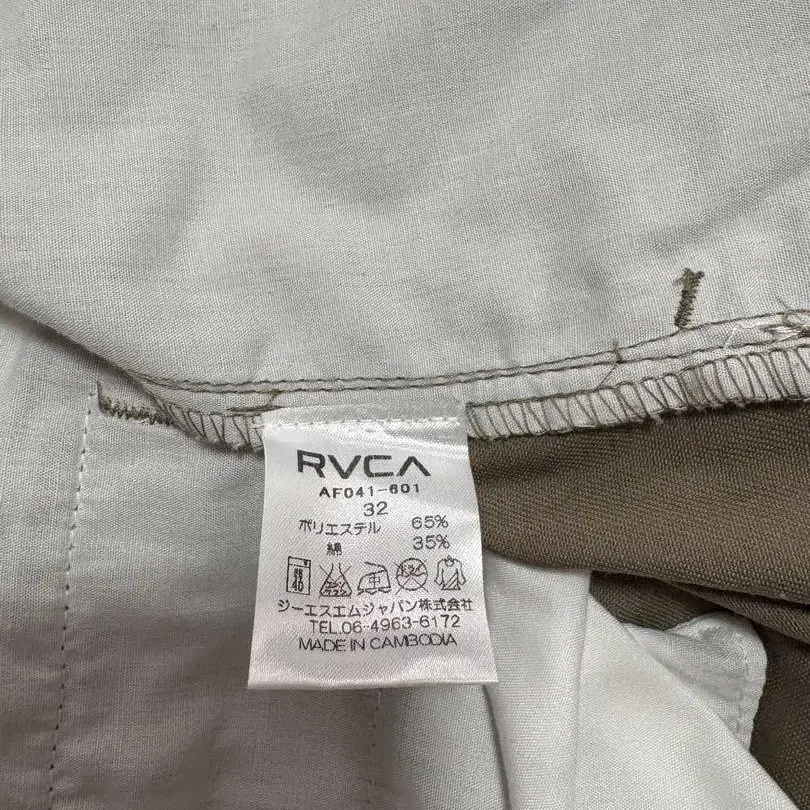 RVCA
AF041-601
32
ポリエステル 65%
綿 35%
ジーエスエムジャパン株式会社
TEL.06-4963-6172
MADE IN CAMBODIA